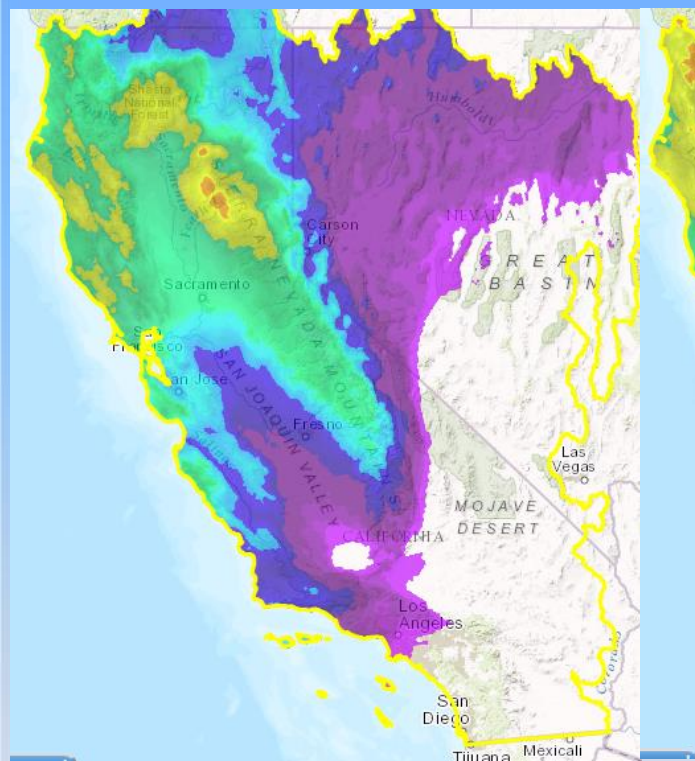 Shasta
National
Forest
Humboldt
Sacramento
NEVADA
Carson
City
GREAT
BASIN
SIERRA NEVADA MOUNTAINS
Sacramento
San
Francisco
San Jose
SAN JOAQUIN VALLEY
Fresno
Las
Vegas
MOJAVE
DESERT
CALIFORNIA
Los
Angeles
Colorado
San
Diego
Tijuana
Mexicali